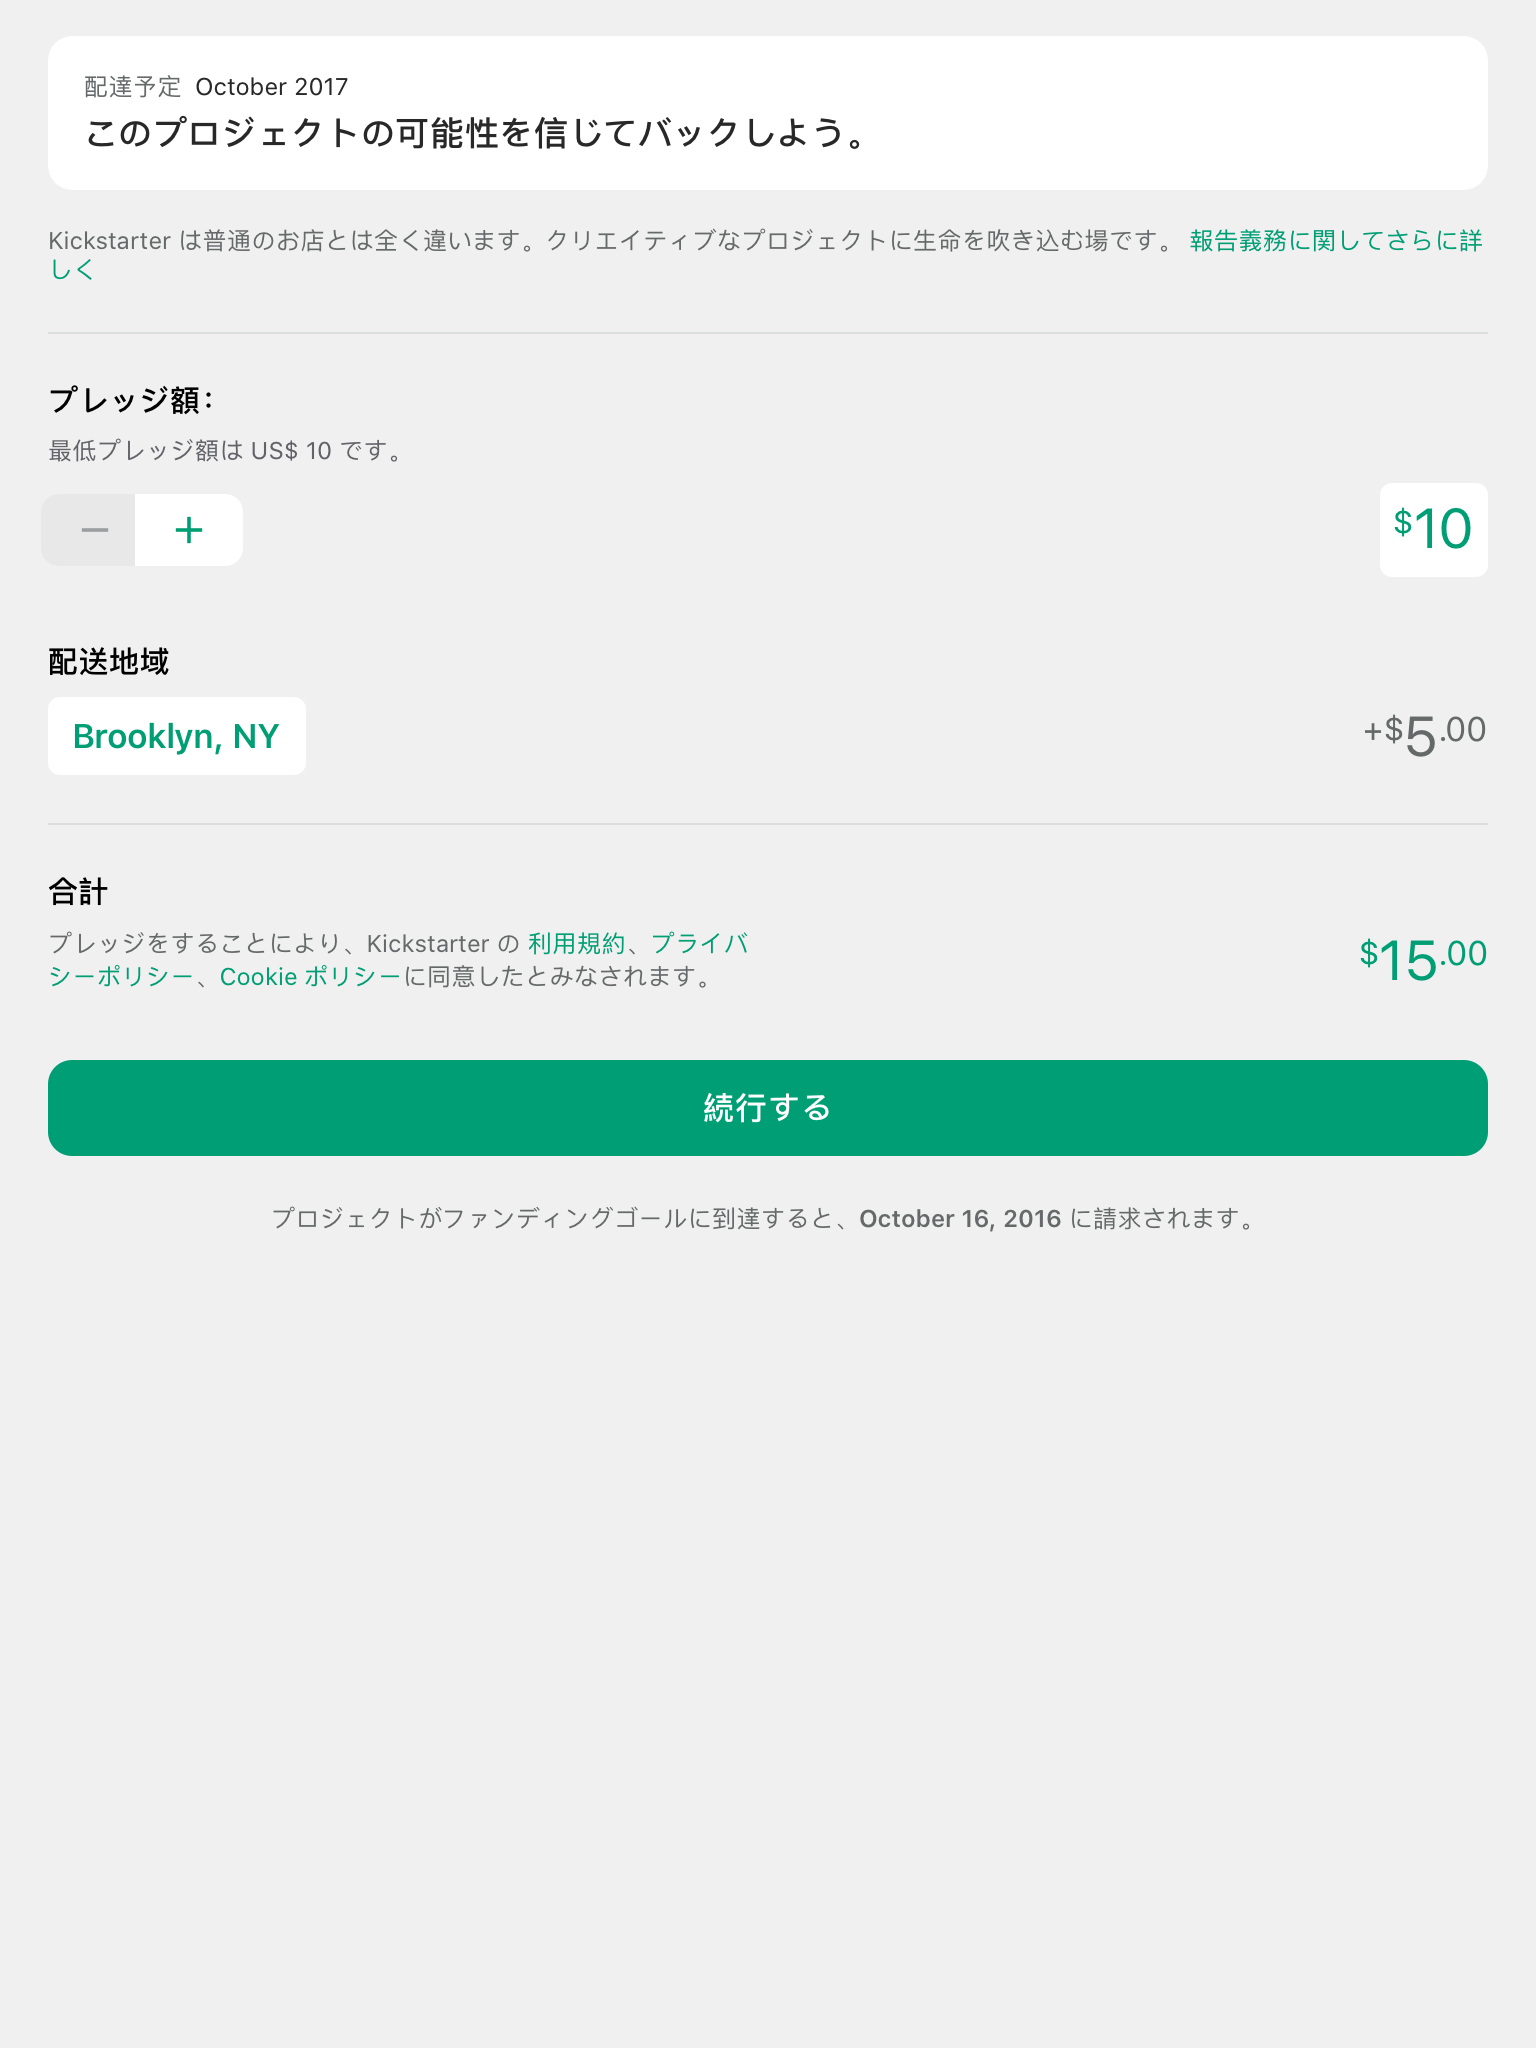 配達予定 October 2017
このプロジェクトの可能性を信じてバックしよう。
Kickstarter は普通のお店とは全く違います。クリエイティブなプロジェクトに生命を吹き込む場です。 報告義務に関してさらに詳
しく
プレッジ額：
最低プレッジ額は US$ 10 です。
− +
$10
配送地域
Brooklyn, NY
+$5.00
合計
プレッジをすることにより、Kickstarter の 利用規約、プライバ
シーポリシー、Cookie ポリシーに同意したとみなされます。
$15.00
続行する
プロジェクトがファンディングゴールに到達すると、October 16, 2016 に請求されます。